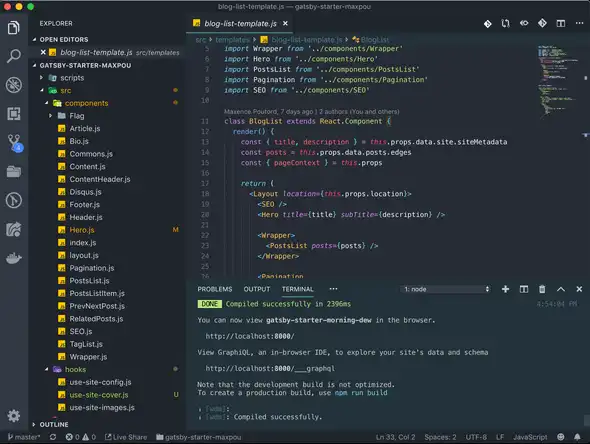 blog-list-template.js — gatsby-starter-maxpou
EXPLORER
OPEN EDITORS
blog-list-template.js src/templates
GATSBY-STARTER-MAXPOU
scripts
src
components
Flag
Article.js
Bio.js
Commons.js
Content.js
ContentHeader.js
Disqus.js
Footer.js
Header.js
Hero.js M
index.js
layout.js
Pagination.js
PostsList.js
PostsListItem.js
PrevNextPost.js
RelatedPosts.js
SEO.js
TagList.js
Wrapper.js
hooks
use-site-config.js
use-site-cover.js U
use-site-images.js
OUTLINE
4
blog-list-template.js
src templates blog-list-template.js BlogList
5 import Wrapper from '../components/Wrapper'
6 import Hero from '../components/Hero'
7 import PostsList from '../components/PostsList'
8 import Pagination from '../components/Pagination'
9 import SEO from '../components/SEO'
10
Maxence Poutord, 7 days ago | 2 authors (You and others)
11 class BlogList extends React.Component {
12 render() {
13 const { title, description } = this.props.data.site.siteMetadata
14 const posts = this.props.data.posts.edges
15 const { pageContext } = this.props
16
17 return (
18 <Layout location={this.props.location}>
19 <SEO />
20 <Hero title={title} subTitle={description} />
21
22 <Wrapper>
23 <PostsList posts={posts} />
24 </Wrapper>
25
26 <Pagination
PROBLEMS OUTPUT TERMINAL ••• 1: node
DONE Compiled successfully in 2396ms 4:54:04 PM
You can now view gatsby-starter-morning-dew in the browser.
http://localhost:8000/
View GraphiQL, an in-browser IDE, to explore your site's data and schema
http://localhost:8000/___graphql
Note that the development build is not optimized.
To create a production build, use npm run build
ℹ ｢wdm｣:
ℹ ｢wdm｣: Compiled successfully.
master* 0 0 Live Share gatsby-starter-maxpou Ln 33, Col 2 Spaces: 2 UTF-8 LF JavaScript